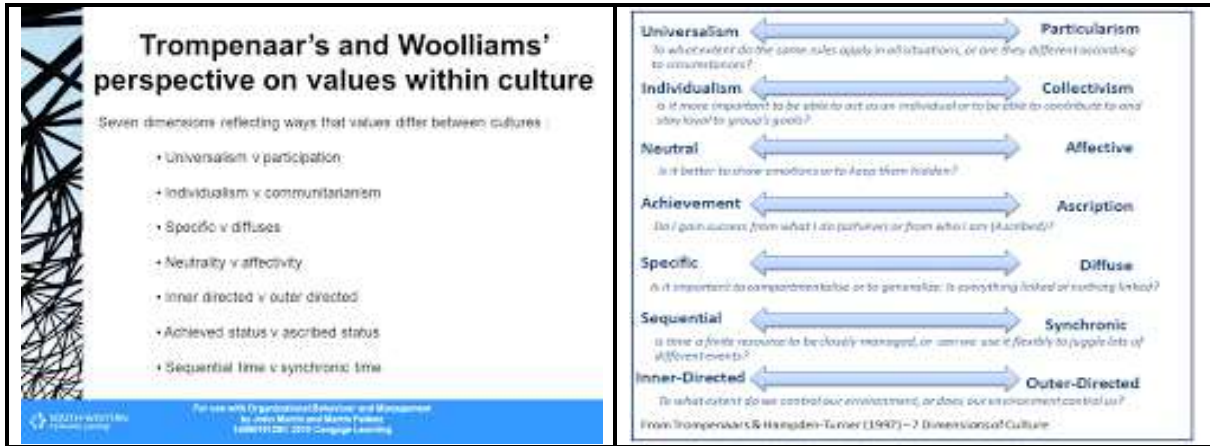 Trompenaar's and Woolliams'
perspective on values within culture
Seven dimensions reflecting ways that values differ between cultures :
• Universalism v participation
• Individualism v communitarianism
• Specific v diffuses
• Neutrality v affectivity
• Inner directed v outer directed
• Achieved status v ascribed status
• Sequential time v synchronic time
SOUTH-WESTERN
CENGAGE Learning
For use with Organizational Behaviour and Management
by John Martin and Martin Fellenz
2010 Cengage Learning
Universalism Particularism
To what extent do the same rules apply in all situations, or are they different according
to circumstances?
Individualism Collectivism
Is it more important to be able to act as an individual or to be able to contribute to and
stay loyal to group's goals?
Neutral Affective
Is it better to show emotions or to keep them hidden?
Achievement Ascription
Do I gain success from what I do (achieve) or from who I am (Ascribed)?
Specific Diffuse
Is it important to compartmentalise or to generalize: Is everything linked or nothing linked?
Sequential Synchronic
Is time a finite resource to be closely managed, or can we use it flexibly to juggle lots of
different events?
Inner-Directed Outer-Directed
To what extent do we control our environment, or does our environment control us?
From Trompenaars & Hampden-Turner (1997) – 7 Dimensions of Culture